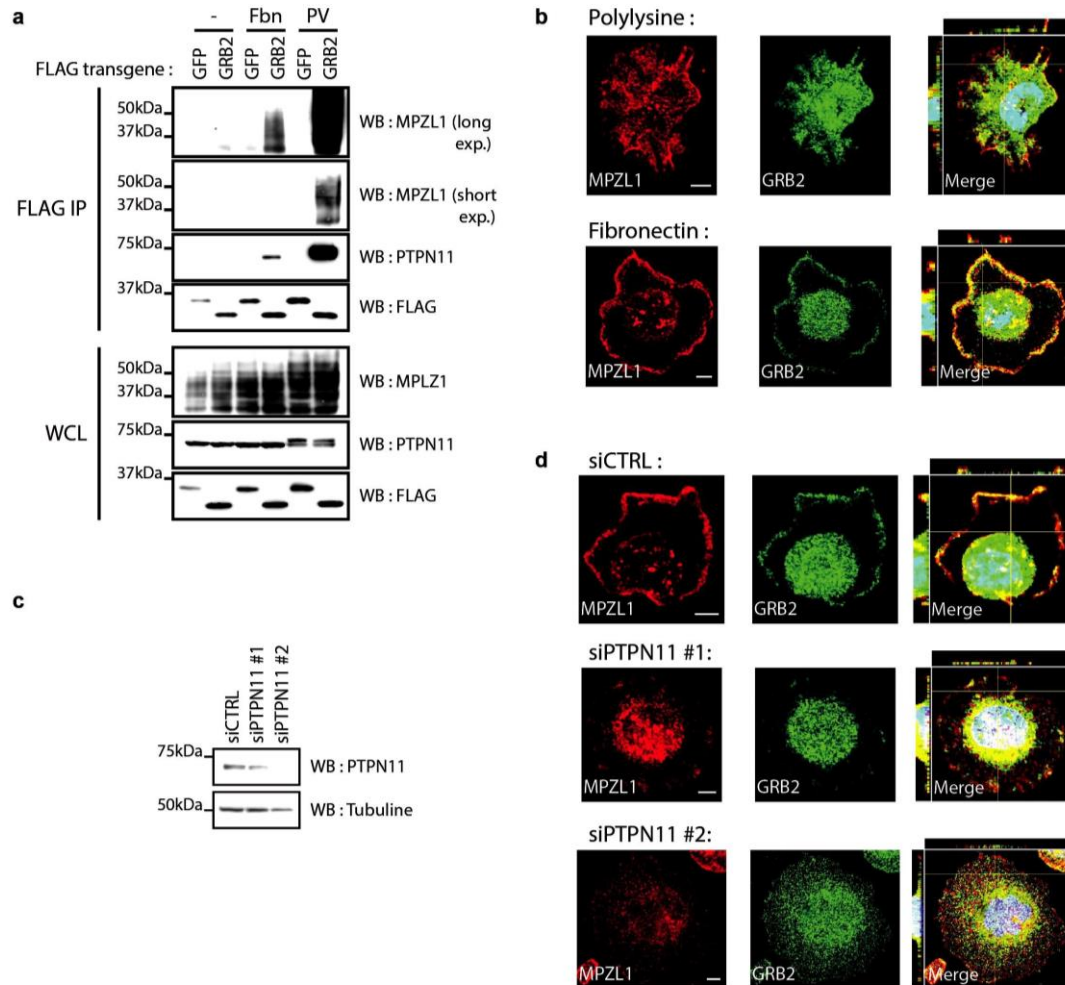 a
- Fbn PV
FLAG transgene : GFP GRB2 GFP GRB2 GFP GRB2
FLAG IP
50kDa
37kDa
WB : MPZL1 (long exp.)
50kDa
37kDa
WB : MPZL1 (short exp.)
75kDa
WB : PTPN11
37kDa
WB : FLAG
WCL
50kDa
37kDa
WB : MPLZ1
75kDa
WB : PTPN11
37kDa
WB : FLAG
b
Polylysine :
MPZL1 GRB2 Merge
Fibronectin :
MPZL1 GRB2 Merge
c
siCTRL siPTPN11 #1 siPTPN11 #2
75kDa
WB : PTPN11
50kDa
WB : Tubuline
d
siCTRL :
MPZL1 GRB2 Merge
siPTPN11 #1:
MPZL1 GRB2 Merge
siPTPN11 #2:
MPZL1 GRB2 Merge